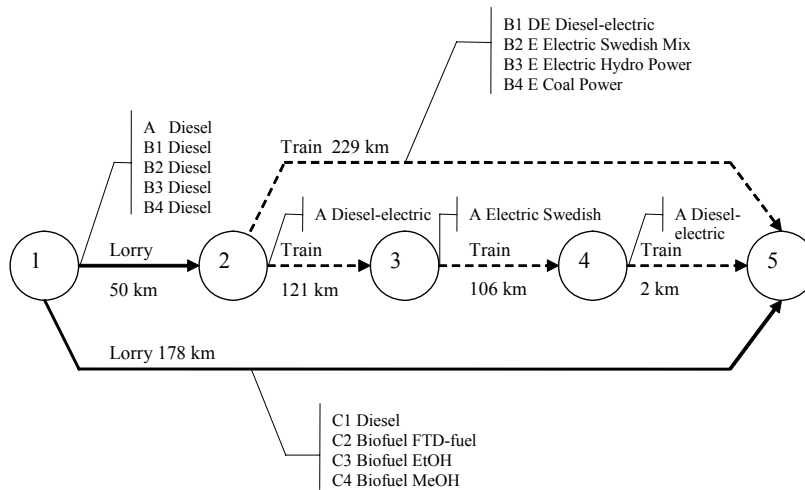 B1 DE Diesel-electric
B2 E Electric Swedish Mix
B3 E Electric Hydro Power
B4 E Coal Power
A Diesel
B1 Diesel
B2 Diesel
B3 Diesel
B4 Diesel
Train 229 km
A Diesel-electric
A Electric Swedish
A Diesel-
electric
1
Lorry
50 km
2
Train
121 km
3
Train
106 km
4
Train
2 km
5
Lorry 178 km
C1 Diesel
C2 Biofuel FTD-fuel
C3 Biofuel EtOH
C4 Biofuel MeOH